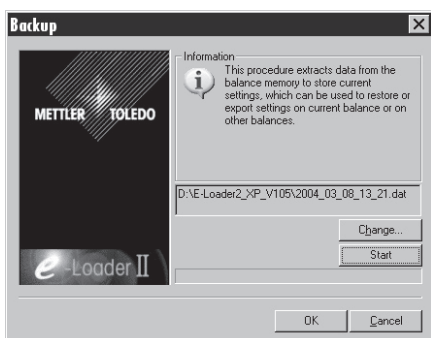 Backup
METTLER TOLEDO
e-Loader II
Information
This procedure extracts data from the
balance memory to store current
settings, which can be used to restore or
export settings on current balance or on
other balances.
D:\E-Loader2_XP_V105\2004_03_08_13_21.dat
Change...
Start
OK
Cancel